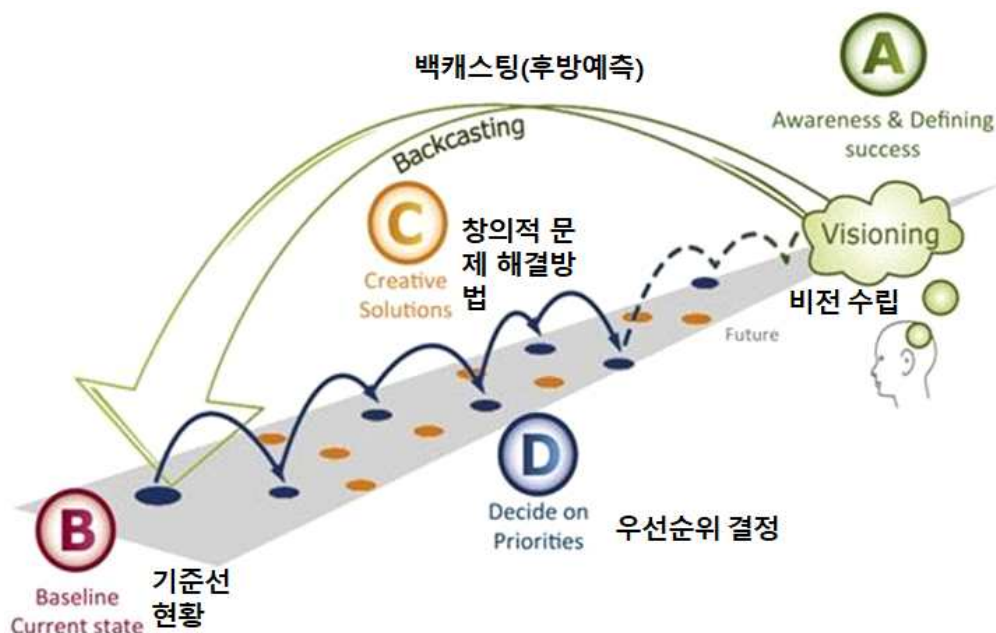 백캐스팅(후방예측)
A
Awareness & Defining
success
Backcasting
C
Creative
Solutions
창의적 문
제 해결방
법
Visioning
비전 수립
Future
D
Decide on
Priorities
우선순위 결정
B
Baseline
Current state
기준선
현황